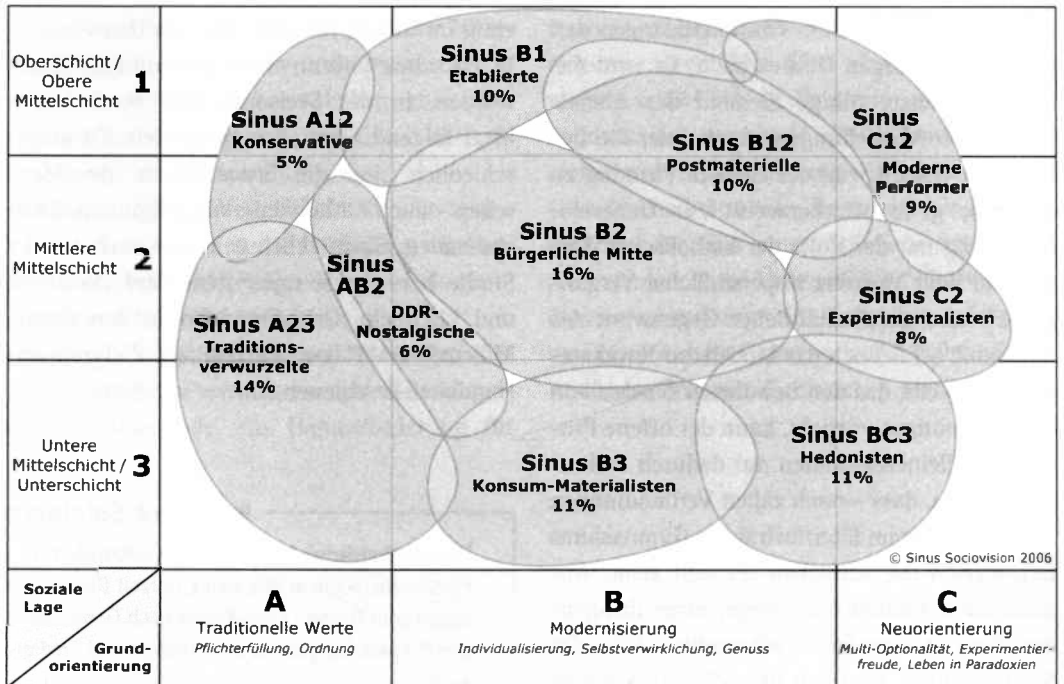 Oberschicht /
Obere
Mittelschicht
1
Sinus B1
Etablierte
10%
Sinus A12
Konservative
5%
Sinus B12
Postmaterielle
10%
Sinus
C12
Moderne
Performer
9%
Mittlere
Mittelschicht
2
Sinus
AB2
DDR-
Nostalgische
6%
Sinus B2
Bürgerliche Mitte
16%
Sinus A23
Traditions-
verwurzelte
14%
Sinus C2
Experimentalisten
8%
Untere
Mittelschicht /
Unterschicht
3
Sinus B3
Konsum-Materialisten
11%
Sinus BC3
Hedonisten
11%
© Sinus Sociovision 2006
Soziale
Lage
Grund-
orientierung
A
Traditionelle Werte
Pflichterfüllung, Ordnung
B
Modernisierung
Individualisierung, Selbstverwirklichung, Genuss
C
Neuorientierung
Multi-Optionalität, Experimentier-
freude, Leben in Paradoxien